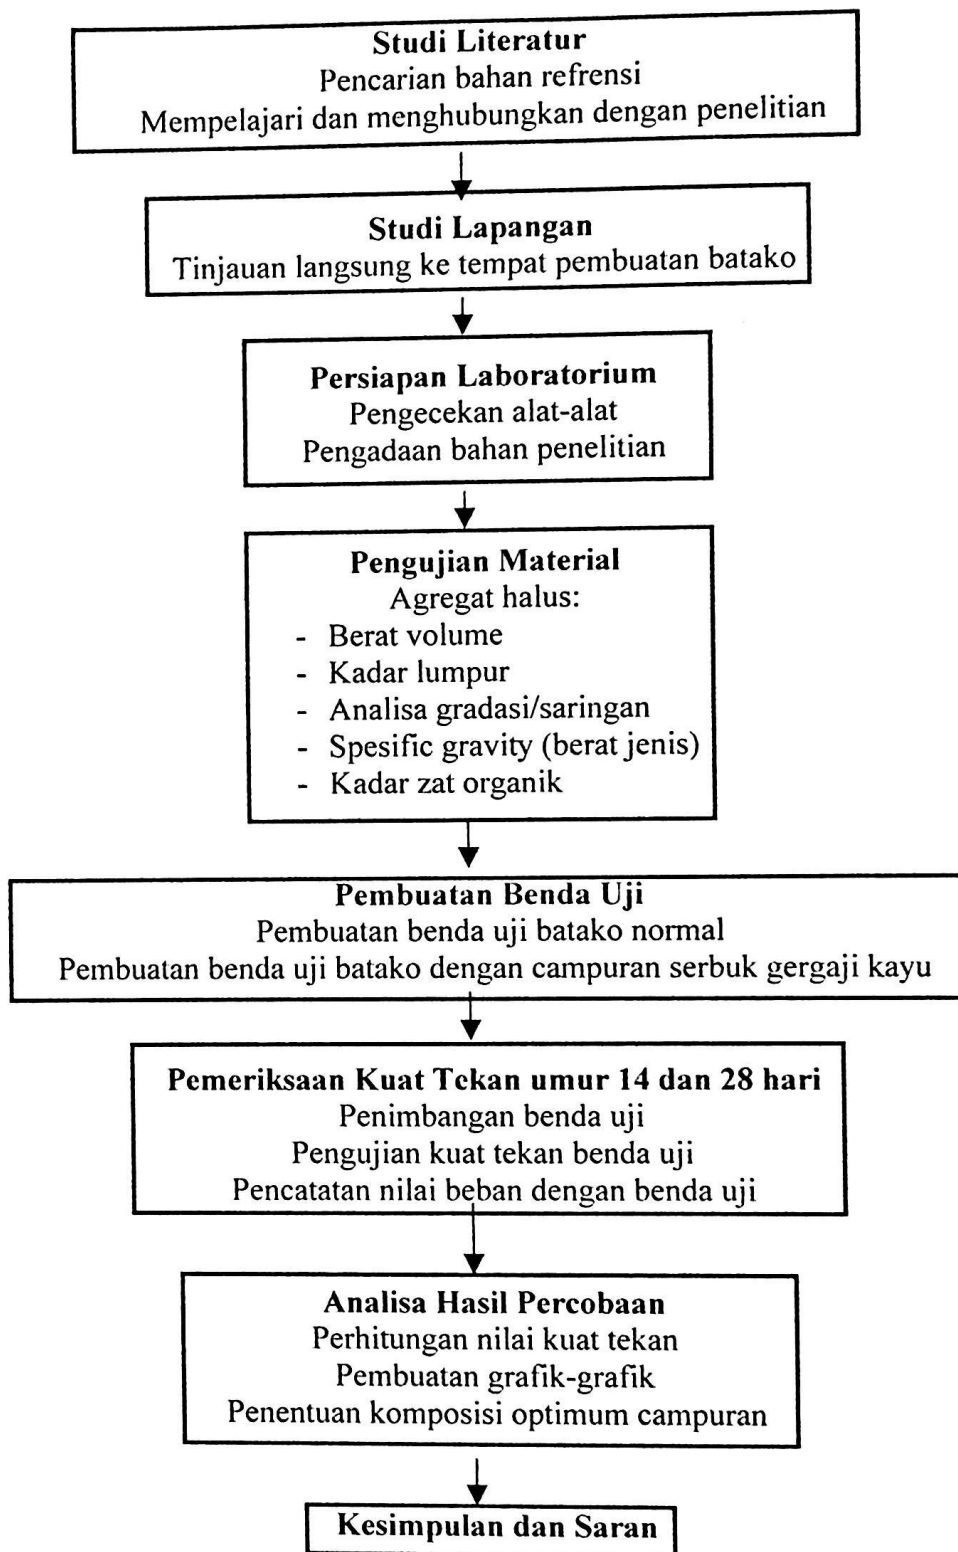 Studi Literatur
Pencarian bahan refrensi
Mempelajari dan menghubungkan dengan penelitian
Studi Lapangan
Tinjauan langsung ke tempat pembuatan batako
Persiapan Laboratorium
Pengecekan alat-alat
Pengadaan bahan penelitian
Pengujian Material
Agregat halus:
- Berat volume
- Kadar lumpur
- Analisa gradasi/saringan
- Spesific gravity (berat jenis)
- Kadar zat organik
Pembuatan Benda Uji
Pembuatan benda uji batako normal
Pembuatan benda uji batako dengan campuran serbuk gergaji kayu
Pemeriksaan Kuat Tekan umur 14 dan 28 hari
Penimbangan benda uji
Pengujian kuat tekan benda uji
Pencatatan nilai beban dengan benda uji
Analisa Hasil Percobaan
Perhitungan nilai kuat tekan
Pembuatan grafik-grafik
Penentuan komposisi optimum campuran
Kesimpulan dan Saran